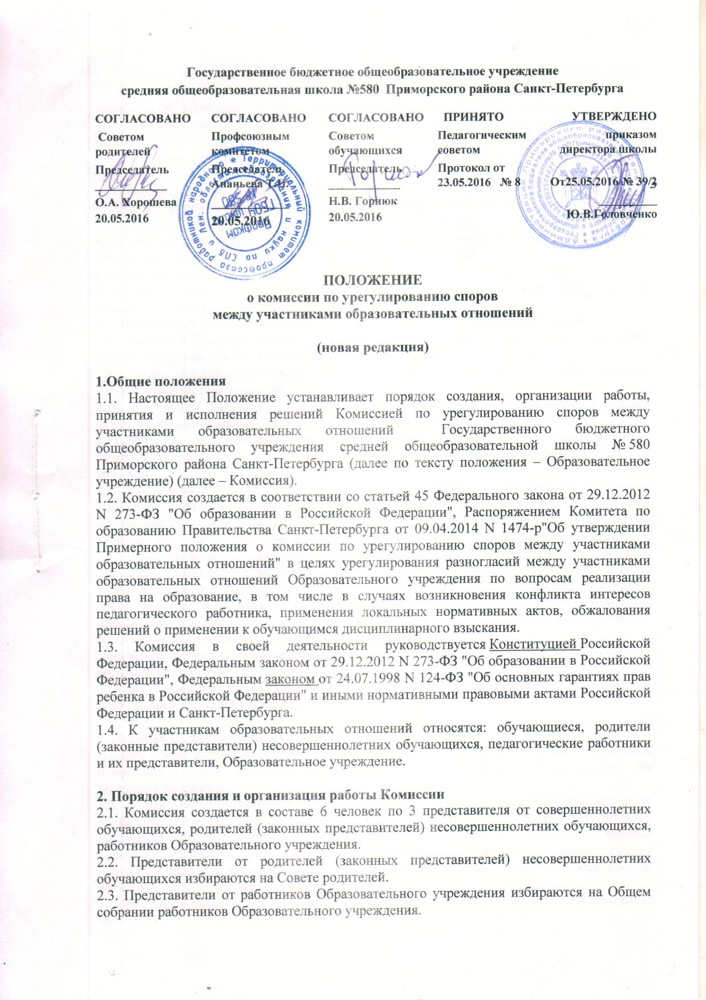 Государственное бюджетное общеобразовательное учреждение
средняя общеобразовательная школа №580 Приморского района Санкт-Петербурга
СОГЛАСОВАНО
Советом
родителей
Председатель
О.А. Хорошева
20.05.2016
СОГЛАСОВАНО
Профсоюзным
комитетом
Председатель
Ананьева Т.И.
20.05.2016
СОГЛАСОВАНО
Советом
обучающихся
Председатель
Н.В. Горнюк
20.05.2016
ПРИНЯТО
Педагогическим
советом
Протокол от
23.05.2016 № 8
УТВЕРЖДЕНО
приказом
директора школы
От25.05.2016 № 39/2
Ю.В.Головченко
ПОЛОЖЕНИЕ
о комиссии по урегулированию споров
между участниками образовательных отношений
(новая редакция)
1.Общие положения
1.1. Настоящее Положение устанавливает порядок создания, организации работы,
принятия и исполнения решений Комиссией по урегулированию споров между
участниками образовательных отношений Государственного бюджетного
общеобразовательного учреждения средней общеобразовательной школы № 580
Приморского района Санкт-Петербурга (далее по тексту положения – Образовательное
учреждение) (далее – Комиссия).
1.2. Комиссия создается в соответствии со статьей 45 Федерального закона от 29.12.2012
N 273-ФЗ "Об образовании в Российской Федерации", Распоряжением Комитета по
образованию Правительства Санкт-Петербурга от 09.04.2014 N 1474-р"Об утверждении
Примерного положения о комиссии по урегулированию споров между участниками
образовательных отношений" в целях урегулирования разногласий между участниками
образовательных отношений Образовательного учреждения по вопросам реализации
права на образование, в том числе в случаях возникновения конфликта интересов
педагогического работника, применения локальных нормативных актов, обжалования
решений о применении к обучающимся дисциплинарного взыскания.
1.3. Комиссия в своей деятельности руководствуется Конституцией Российской
Федерации, Федеральным законом от 29.12.2012 N 273-ФЗ "Об образовании в Российской
Федерации", Федеральным законом от 24.07.1998 N 124-ФЗ "Об основных гарантиях прав
ребенка в Российской Федерации" и иными нормативными правовыми актами Российской
Федерации и Санкт-Петербурга.
1.4. К участникам образовательных отношений относятся: обучающиеся, родители
(законные представители) несовершеннолетних обучающихся, педагогические работники
и их представители, Образовательное учреждение.
2. Порядок создания и организация работы Комиссии
2.1. Комиссия создается в составе 6 человек по 3 представителя от совершеннолетних
обучающихся, родителей (законных представителей) несовершеннолетних обучающихся,
работников Образовательного учреждения.
2.2. Представители от родителей (законных представителей) несовершеннолетних
обучающихся избираются на Совете родителей.
2.3. Представители от работников Образовательного учреждения избираются на Общем
собрании работников Образовательного учреждения.